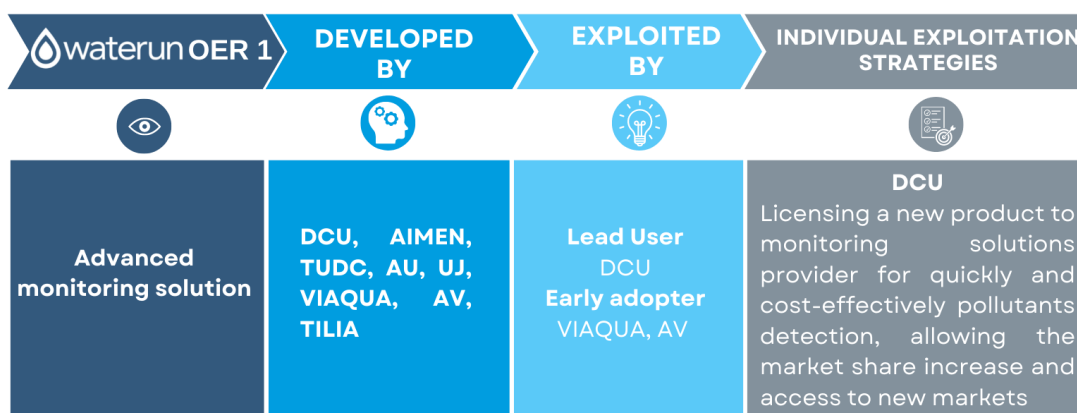 waterun OER 1
DEVELOPED
BY
EXPLOITED
BY
INDIVIDUAL EXPLOITATION
STRATEGIES
Advanced
monitoring solution
DCU, AIMEN,
TUDC, AU, UJ,
VIAQUA, AV,
TILIA
Lead User
DCU
Early adopter
VIAQUA, AV
DCU
Licensing a new product to
monitoring solutions
provider for quickly and
cost-effectively pollutants
detection, allowing the
market share increase and
access to new markets